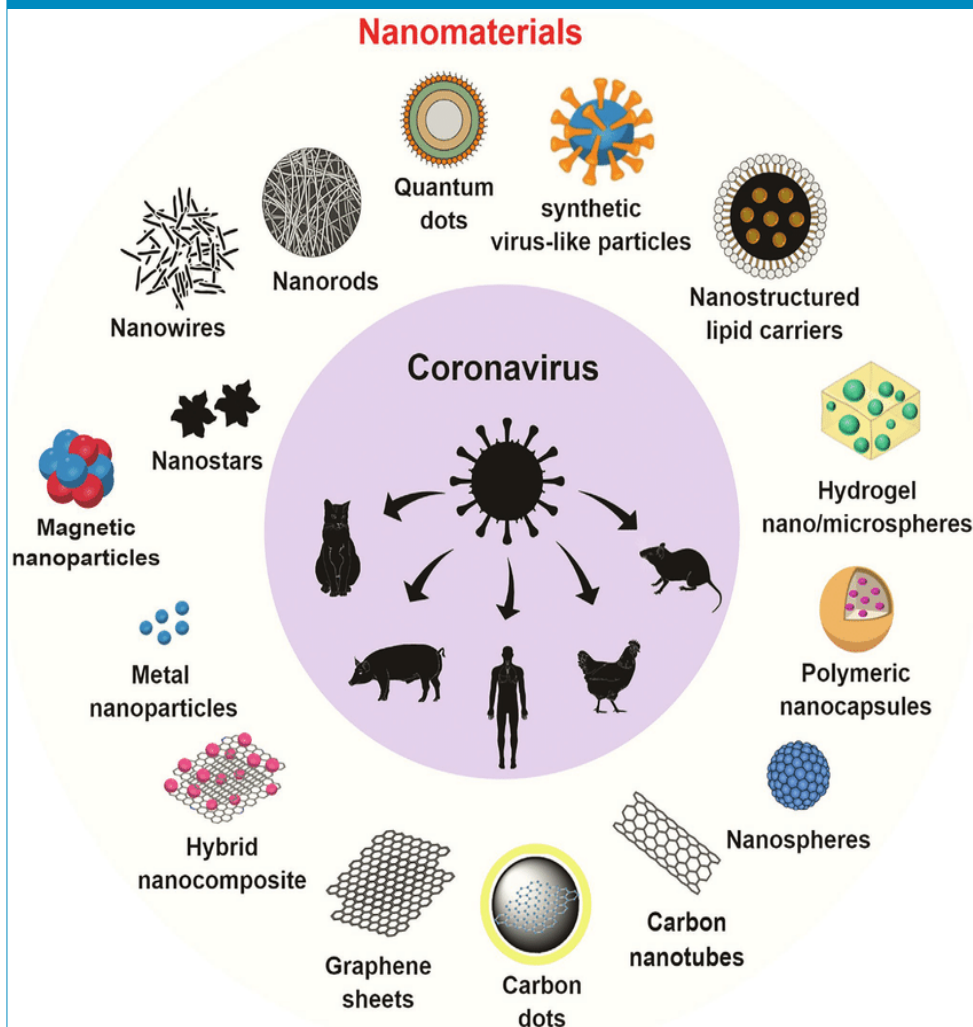 Nanomaterials
Quantum
dots
synthetic
virus-like particles
Nanorods
Nanowires
Nanostructured
lipid carriers
Coronavirus
Nanostars
Hydrogel
nano/microspheres
Magnetic
nanoparticles
Metal
nanoparticles
Polymeric
nanocapsules
Nanospheres
Hybrid
nanocomposite
Carbon
nanotubes
Graphene
sheets
Carbon
dots